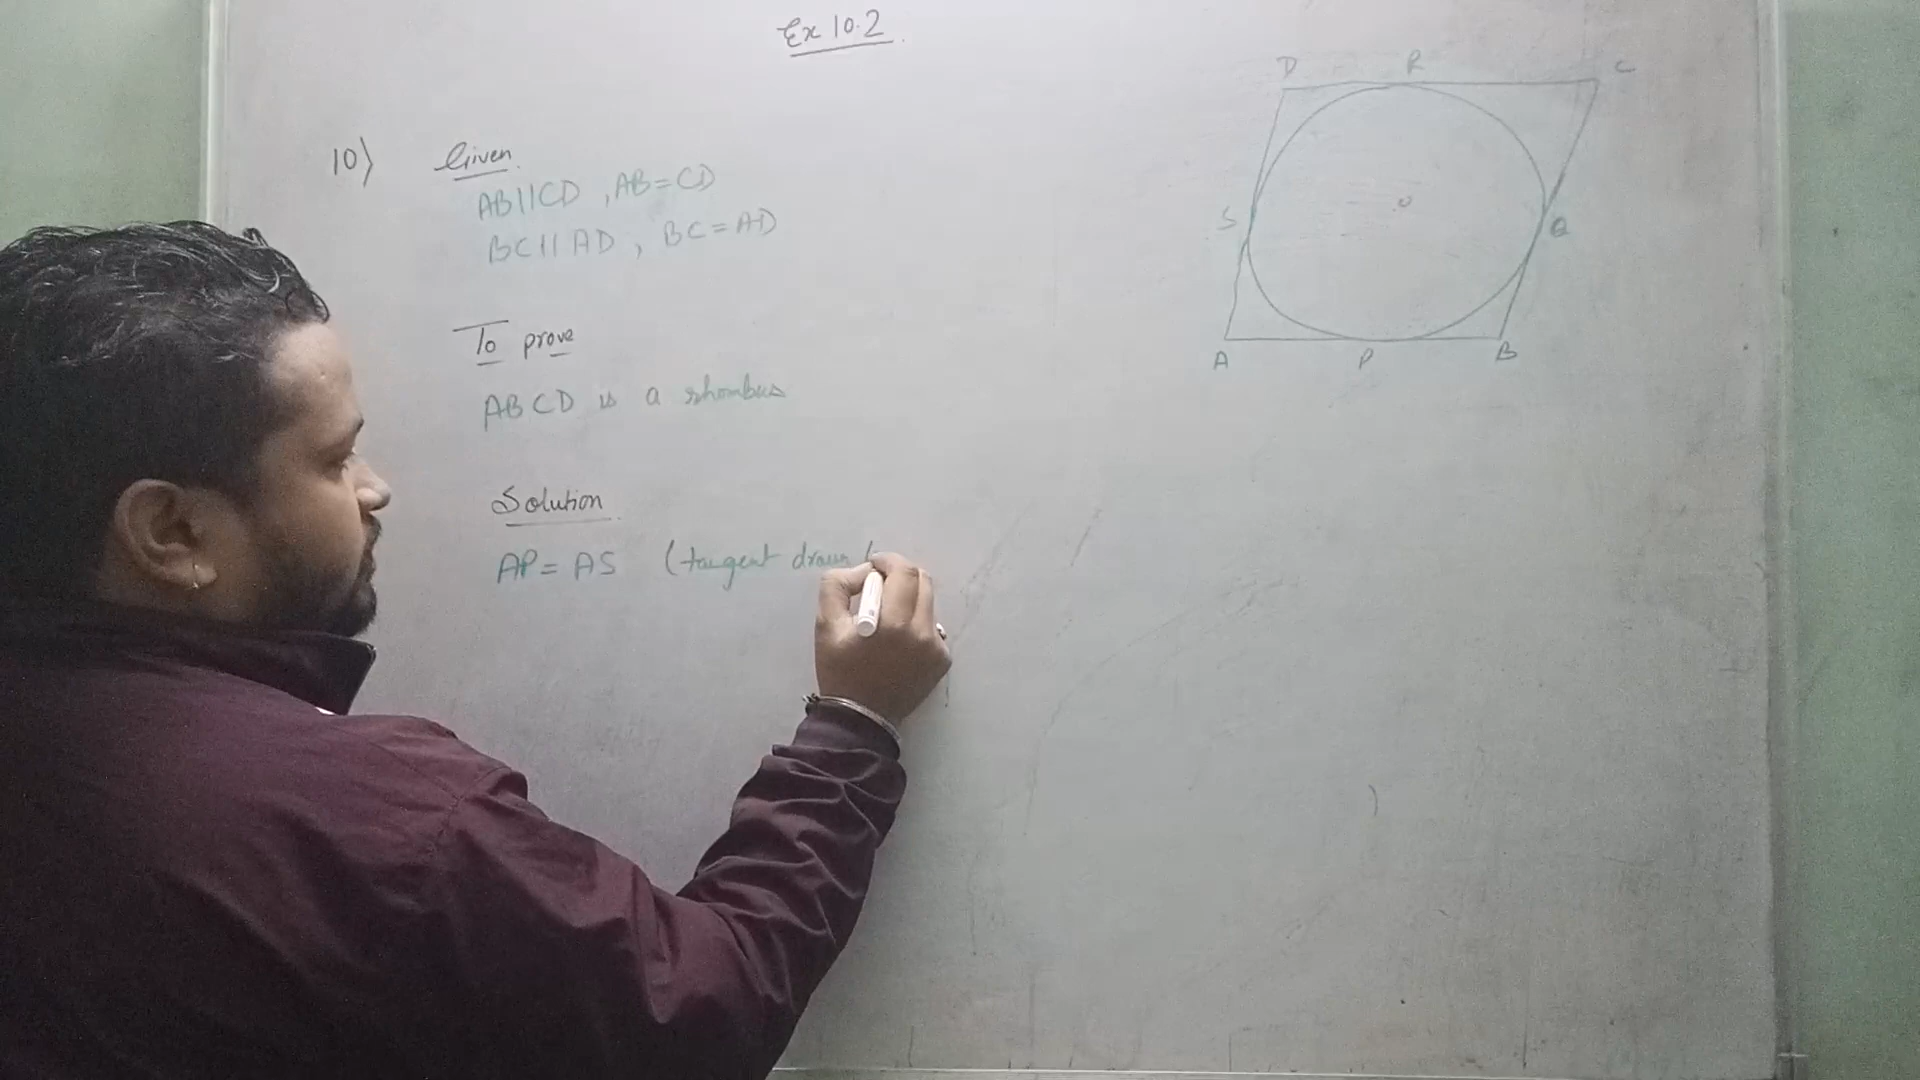 Ex 10.2
D R C
10) Given
AB||CD , AB=CD
BC||AD , BC=AD
S O Q
To prove
A P B
ABCD is a rhombus
Solution
AP = AS (tangent drawn